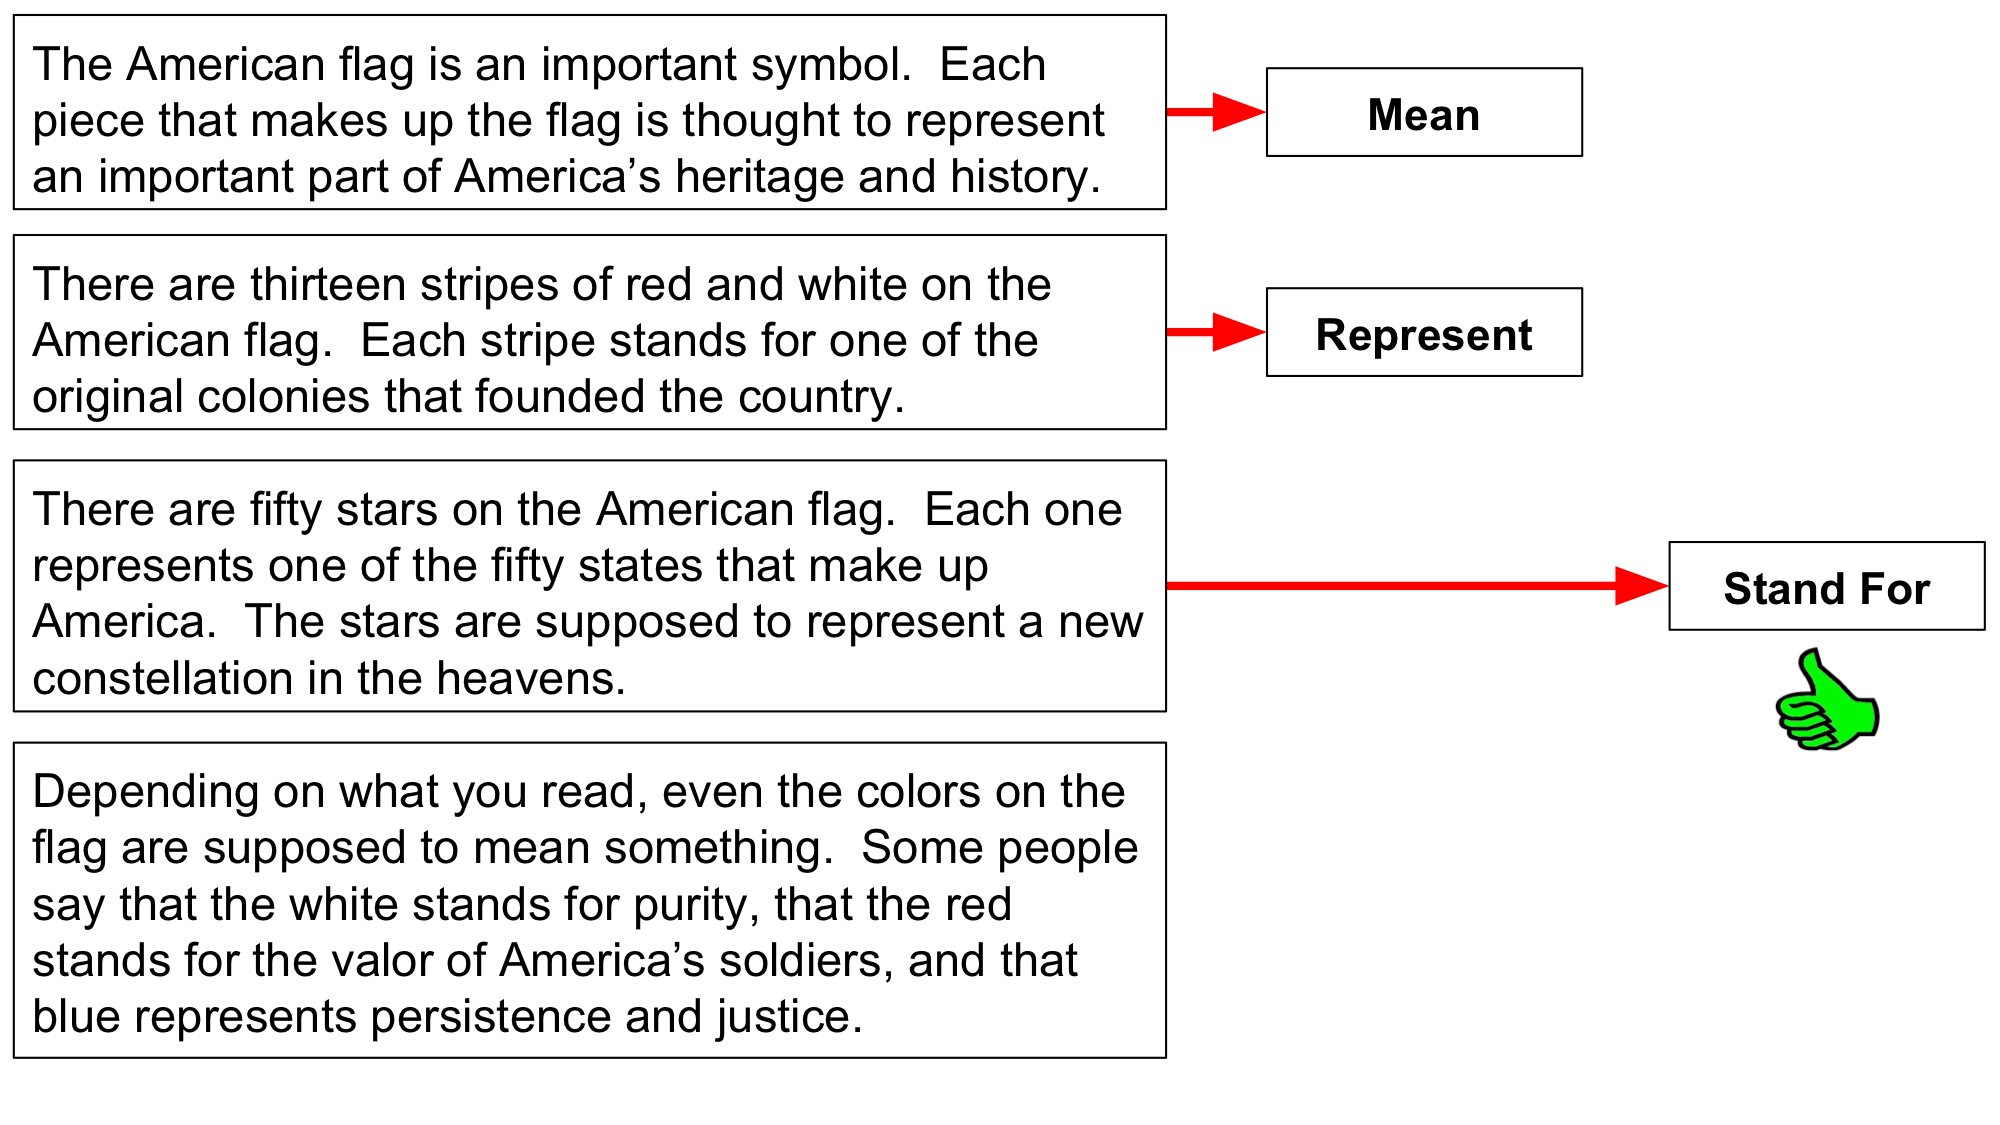 The American flag is an important symbol.  Each
piece that makes up the flag is thought to represent
an important part of America’s heritage and history.
Mean
There are thirteen stripes of red and white on the
American flag.  Each stripe stands for one of the
original colonies that founded the country.
Represent
There are fifty stars on the American flag.  Each one
represents one of the fifty states that make up
America.  The stars are supposed to represent a new
constellation in the heavens.
Stand For
Depending on what you read, even the colors on the
flag are supposed to mean something.  Some people
say that the white stands for purity, that the red
stands for the valor of America’s soldiers, and that
blue represents persistence and justice.